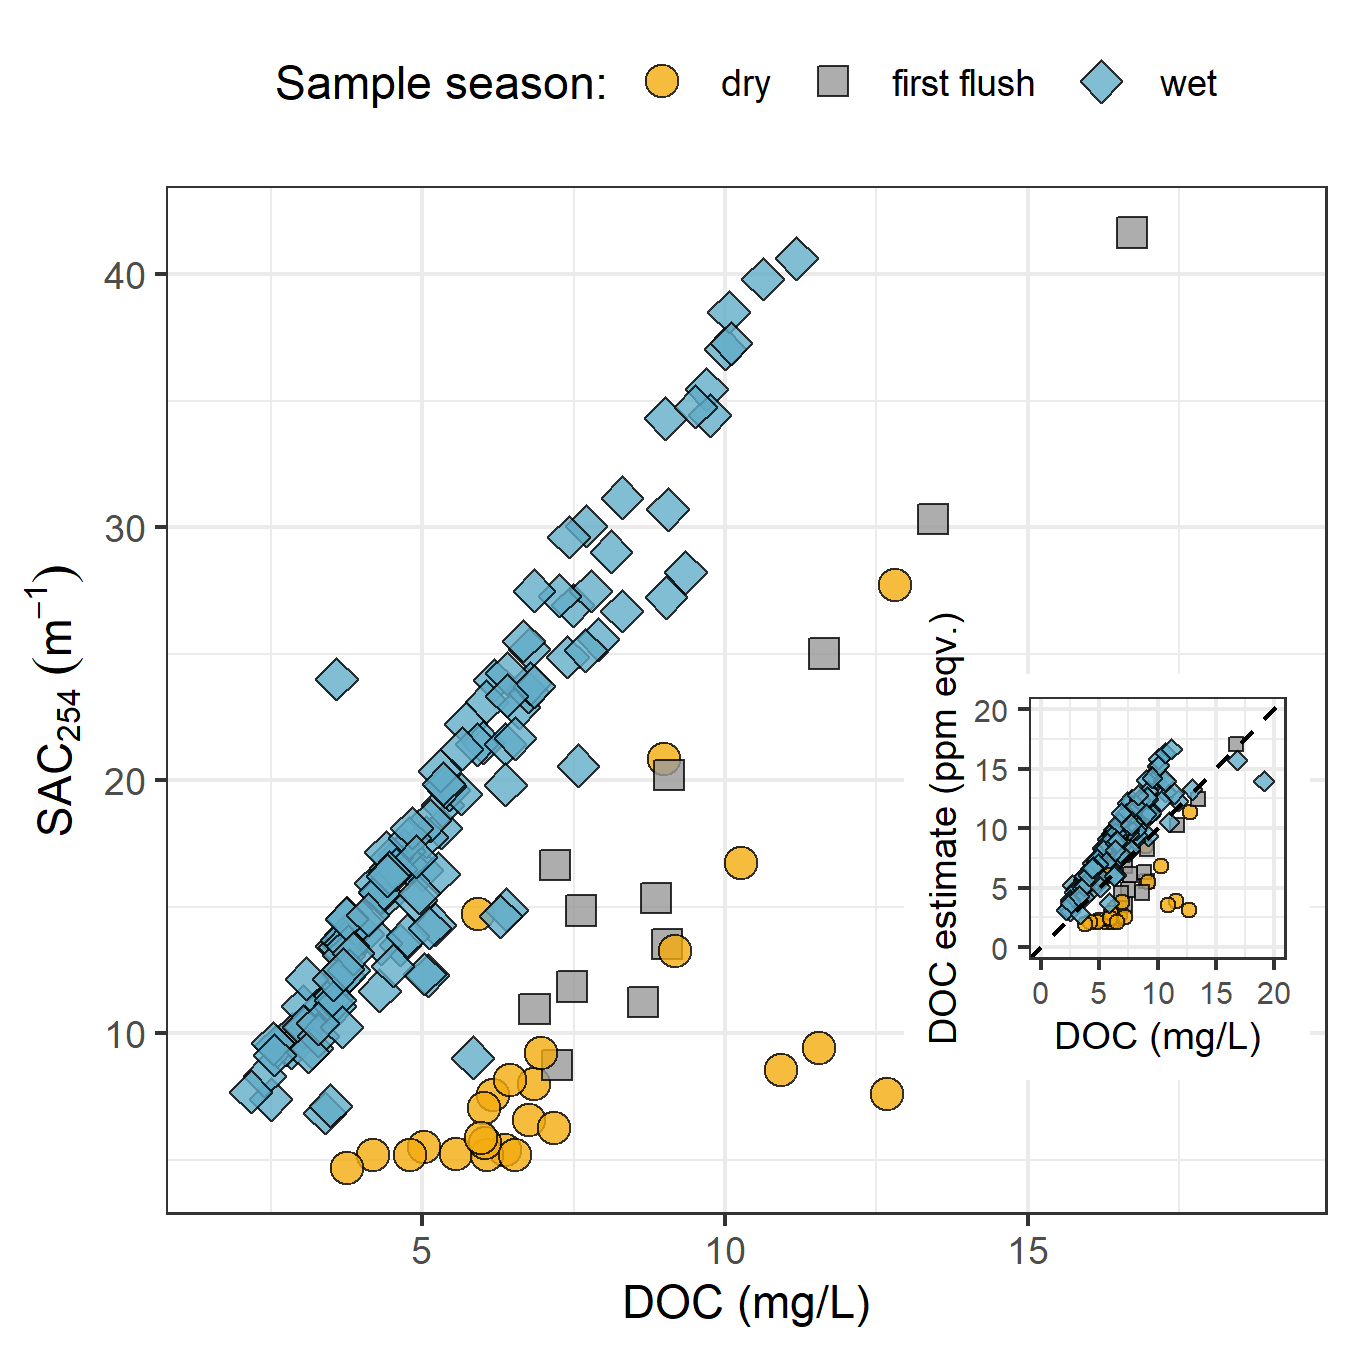 Sample season: dry first flush wet
40
30
20
10
SAC₂₅₄ (m⁻¹)
5 10 15
DOC (mg/L)
DOC estimate (ppm eqv.)
20
15
10
5
0
0 5 10 15 20
DOC (mg/L)